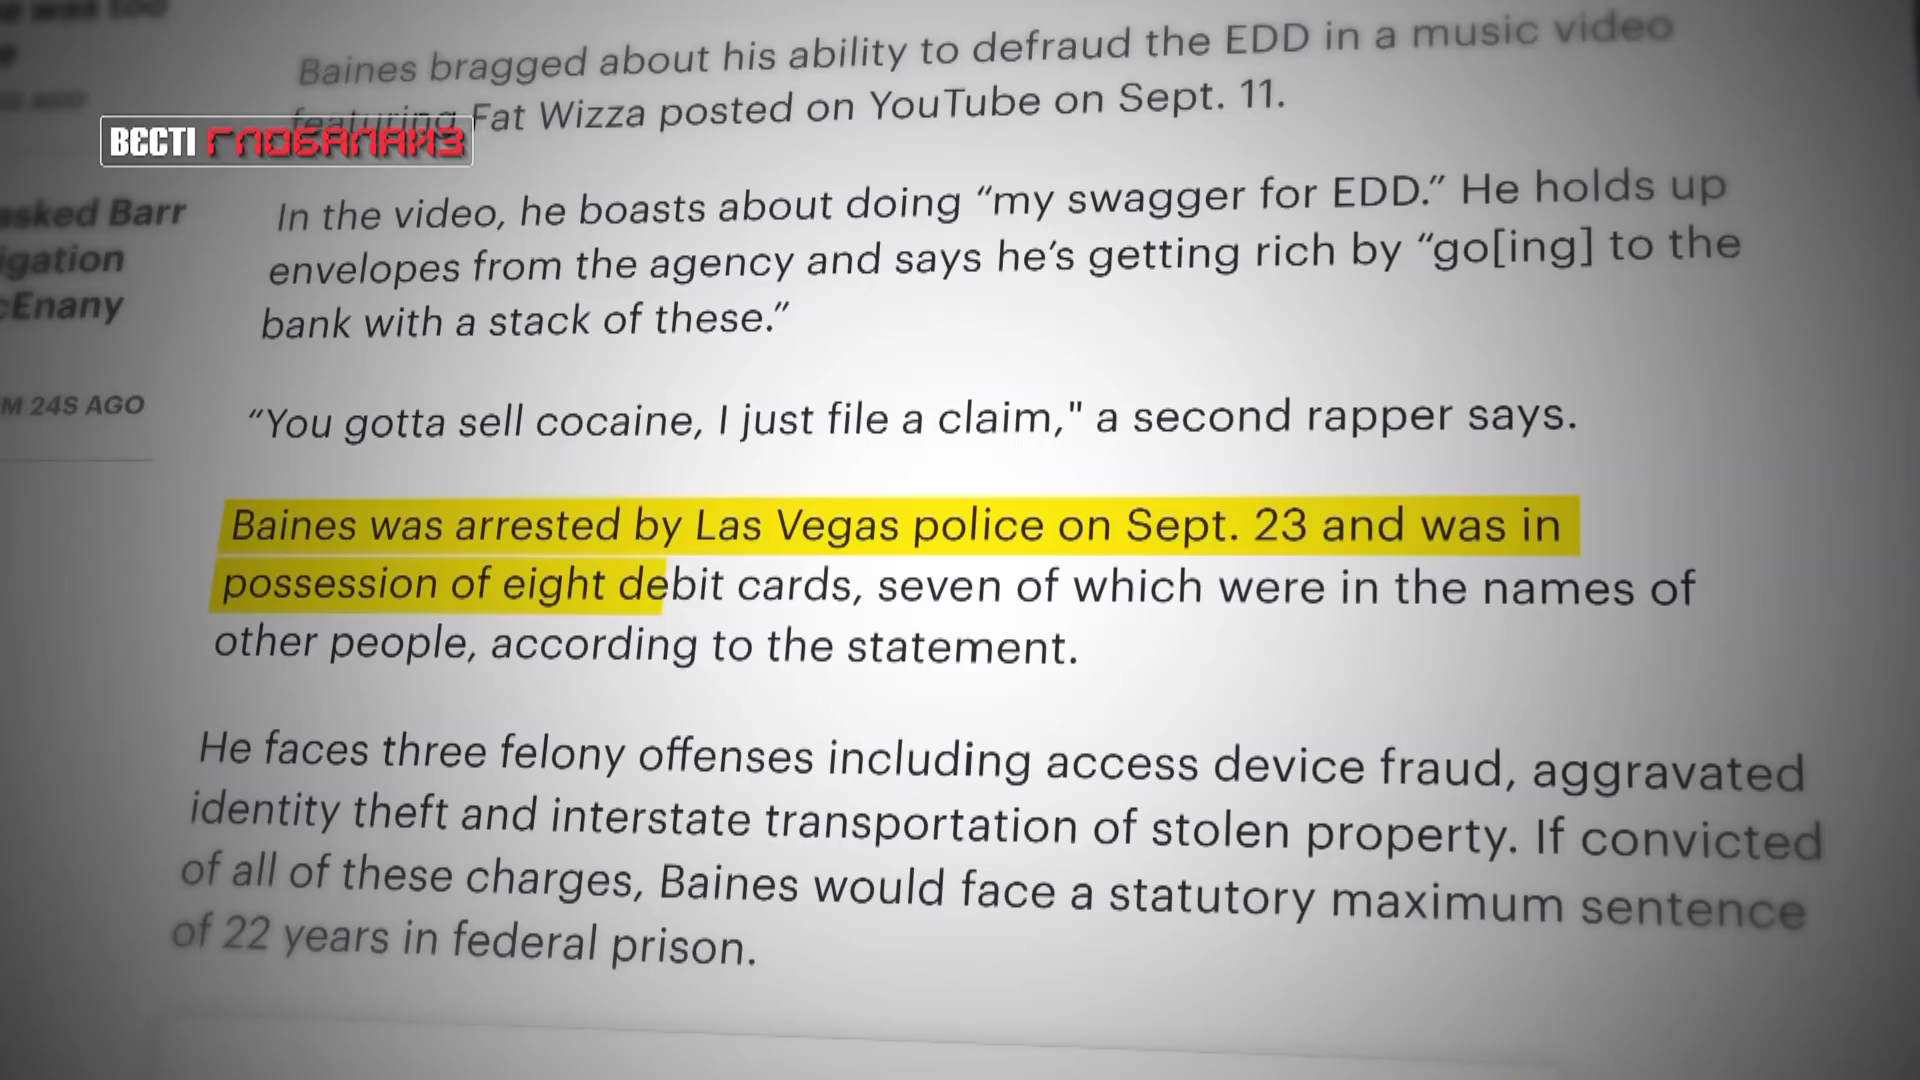 Baines bragged about his ability to defraud the EDD in a music video
featuring Fat Wizza posted on YouTube on Sept. 11.
ВЄСТІ ГЛОБАЛАЙЗ
asked Barr
In the video, he boasts about doing “my swagger for EDD.” He holds up
envelopes from the agency and says he’s getting rich by “go[ing] to the
bank with a stack of these.”
M 24S AGO
“You gotta sell cocaine, I just file a claim," a second rapper says.
Baines was arrested by Las Vegas police on Sept. 23 and was in
possession of eight debit cards, seven of which were in the names of
other people, according to the statement.
He faces three felony offenses including access device fraud, aggravated
identity theft and interstate transportation of stolen property. If convicted
of all of these charges, Baines would face a statutory maximum sentence
of 22 years in federal prison.